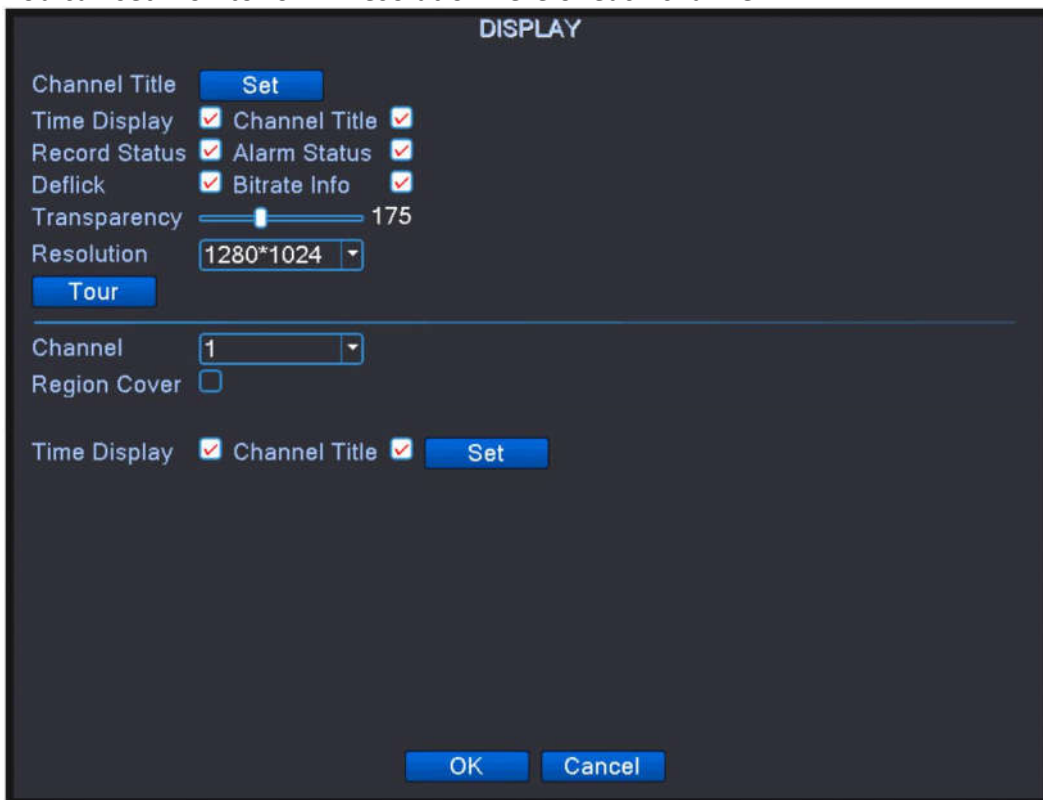 DISPLAY
Channel Title Set
Time Display Channel Title
Record Status Alarm Status
Deflick Bitrate Info
Transparency 175
Resolution 1280*1024
Tour
Channel 1
Region Cover
Time Display Channel Title Set
OK Cancel